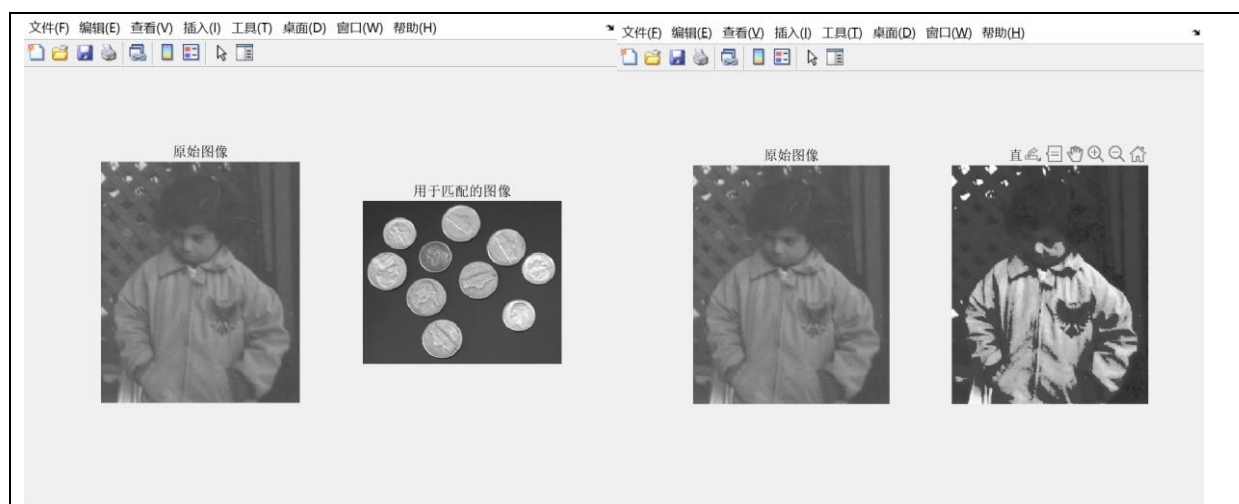 文件(F) 编辑(E) 查看(V) 插入(I) 工具(T) 桌面(D) 窗口(W) 帮助(H)
原始图像
用于匹配的图像
文件(F) 编辑(E) 查看(V) 插入(I) 工具(T) 桌面(D) 窗口(W) 帮助(H)
原始图像
直